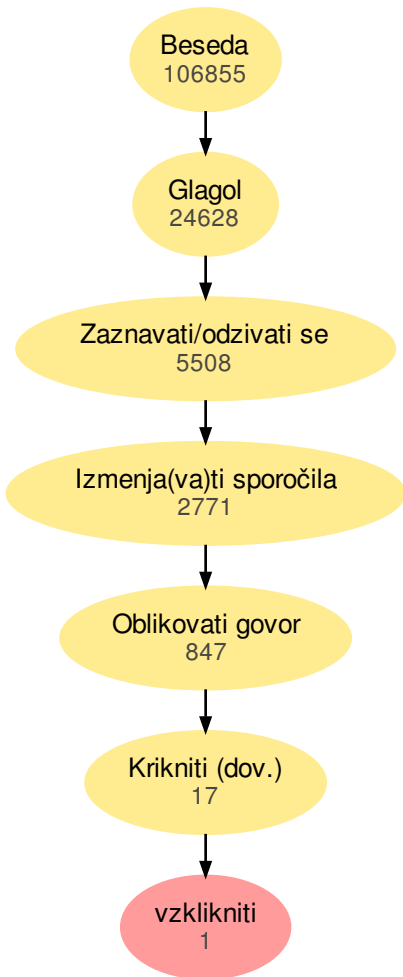 Beseda
106855
Glagol
24628
Zaznavati/odzivati se
5508
Izmenja(va)ti sporočila
2771
Oblikovati govor
847
Krikniti (dov.)
17
vzklikniti
1